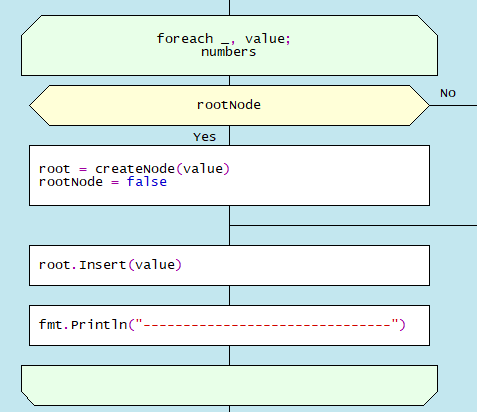 foreach _, value;
numbers
rootNode
No
Yes
root = createNode(value)
rootNode = false
root.Insert(value)
fmt.Println("-------------------------------")